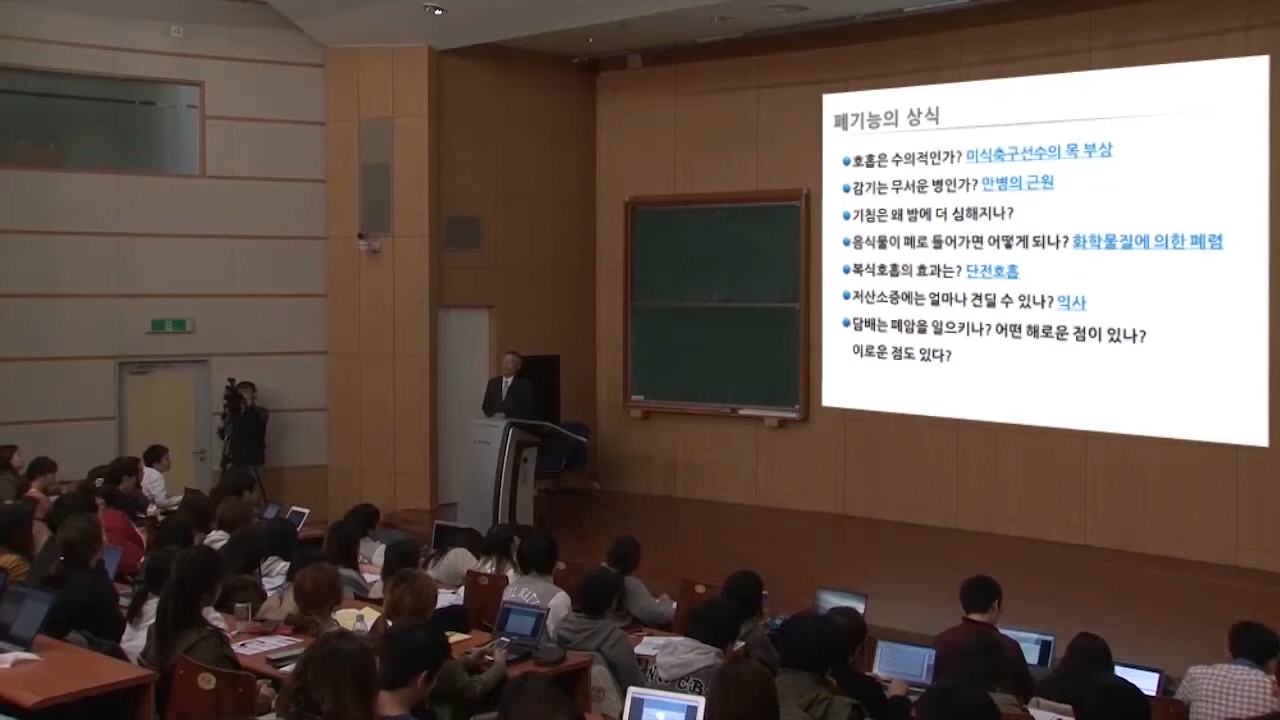 폐기능의 상식
호흡은 수의적인가? 미식축구선수의 목 부상
감기는 무서운 병인가? 만병의 근원
기침은 왜 밤에 더 심해지나?
음식물이 폐로 들어가면 어떻게 되나? 화학물질에 의한 폐렴
복식호흡의 효과는? 단전호흡
저산소증에는 얼마나 견딜 수 있나? 익사
담배는 폐암을 일으키나? 어떤 해로운 점이 있나?
이로운 점도 있다?